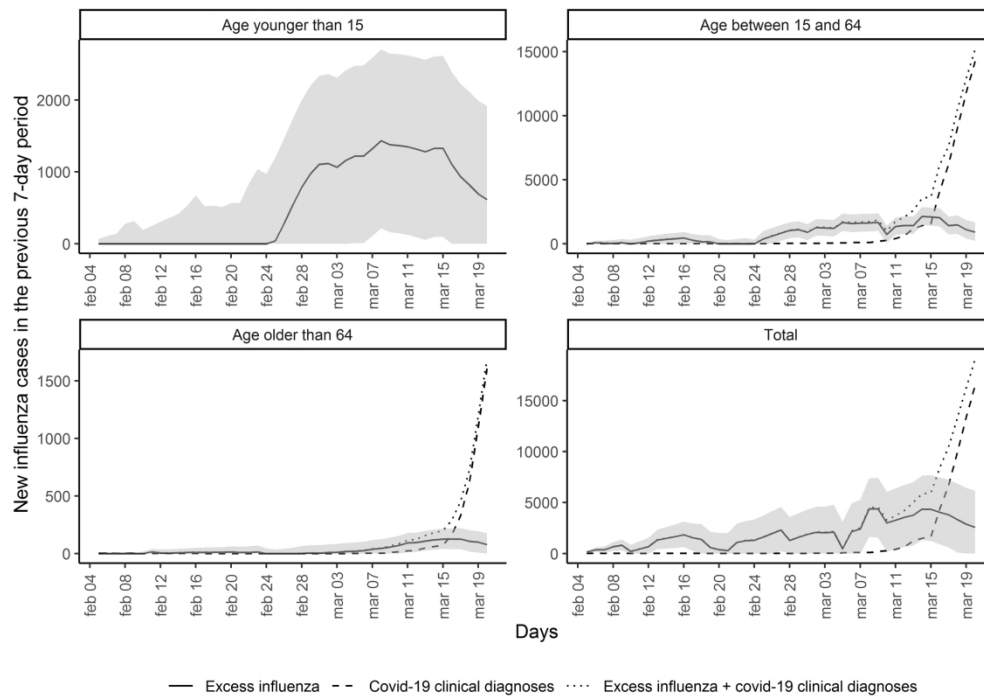 Age younger than 15
Age between 15 and 64
New influenza cases in the previous 7-day period
2000
1000
0
feb 04
feb 08
feb 12
feb 16
feb 20
feb 24
feb 28
mar 03
mar 07
mar 11
mar 15
mar 19
15000
10000
5000
0
feb 04
feb 08
feb 12
feb 16
feb 20
feb 24
feb 28
mar 03
mar 07
mar 11
mar 15
mar 19
Age older than 64
Total
1500
1000
500
0
feb 04
feb 08
feb 12
feb 16
feb 20
feb 24
feb 28
mar 03
mar 07
mar 11
mar 15
mar 19
15000
10000
5000
0
feb 04
feb 08
feb 12
feb 16
feb 20
feb 24
feb 28
mar 03
mar 07
mar 11
mar 15
mar 19
Days
Excess influenza
Covid-19 clinical diagnoses
Excess influenza + covid-19 clinical diagnoses